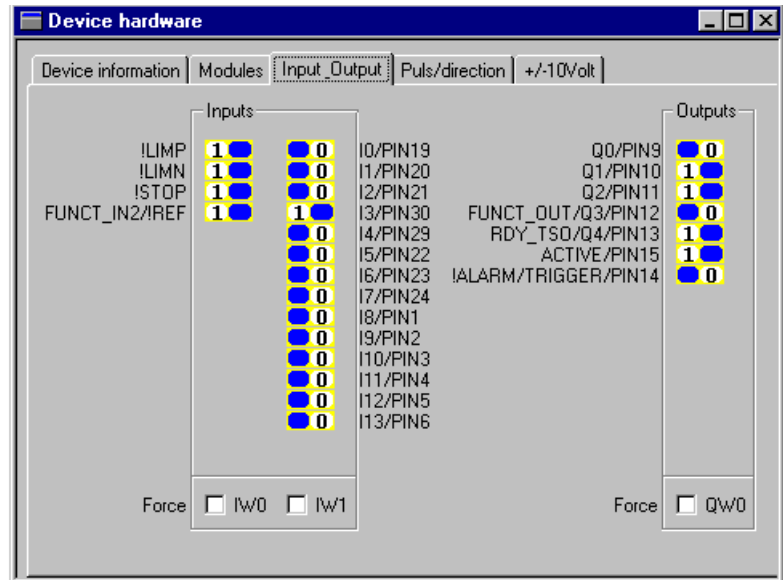 Device hardware
Device information Modules Input_Output Puls/direction +/-10Volt
Inputs Outputs
!LIMP 1 0 I0/PIN19 Q0/PIN9 0
!LIMN 1 0 I1/PIN20 Q1/PIN10 1
!STOP 1 0 I2/PIN21 Q2/PIN11 1
FUNCT_IN2/!REF 1 1 I3/PIN30 FUNCT_OUT/Q3/PIN12 0
0 I4/PIN29 RDY_TSO/Q4/PIN13 1
0 I5/PIN22 ACTIVE/PIN15 1
0 I6/PIN23 !ALARM/TRIGGER/PIN14 0
0 I7/PIN24
0 I8/PIN1
0 I9/PIN2
0 I10/PIN3
0 I11/PIN4
0 I12/PIN5
0 I13/PIN6
Force IW0 IW1 Force QW0